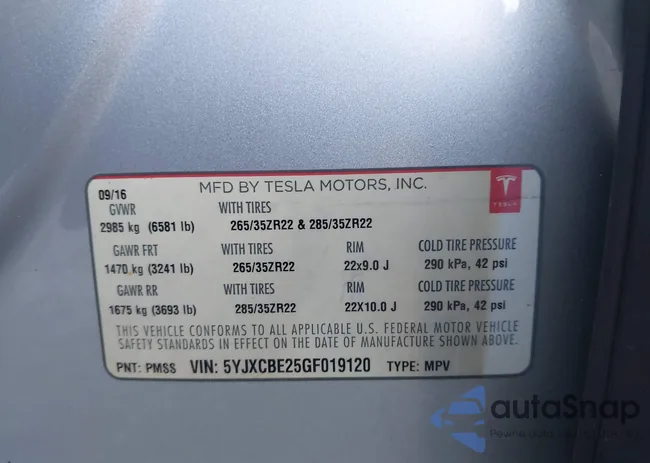 09/16 MFD BY TESLA MOTORS, INC.
GVWR WITH TIRES TESLA
2985 kg (6581 lb) 265/35ZR22 & 285/35ZR22
GAWR FRT WITH TIRES RIM COLD TIRE PRESSURE
1470 kg (3241 lb) 265/35ZR22 22x9.0 J 290 kPa, 42 psi
GAWR RR WITH TIRES RIM COLD TIRE PRESSURE
1675 kg (3693 lb) 285/35ZR22 22X10.0 J 290 kPa, 42 psi
THIS VEHICLE CONFORMS TO ALL APPLICABLE U.S. FEDERAL MOTOR VEHICLE
SAFETY STANDARDS IN EFFECT ON THE DATE OF MANUFACTURE SHOWN ABOVE.
PNT: PMSS VIN: 5YJXCBE25GF019120 TYPE: MPV
autaSnap
Pewne auta